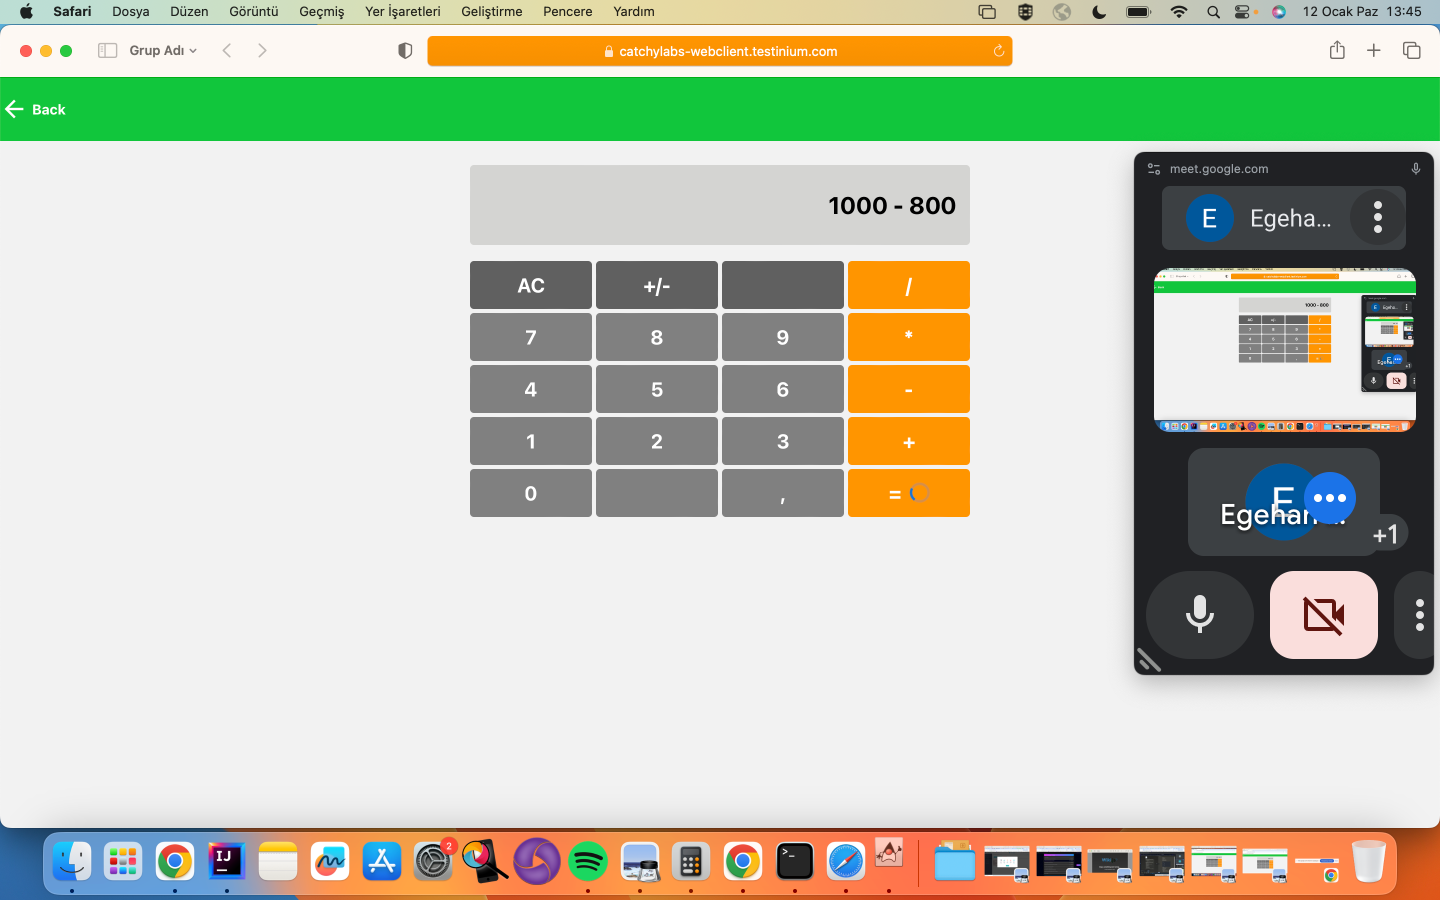 Safari Dosya Düzen Görüntü Geçmiş Yer İşaretleri Geliştirme Pencere Yardım 12 Ocak Paz 13:45
Grup Adı catchylabs-webclient.testinium.com
Back
1000 - 800
AC +/- /
7 8 9 *
4 5 6 -
1 2 3 +
0 , =
meet.google.com
E Egeha...
1000 - 800
E
Egehan
+1
IJ
2
>_